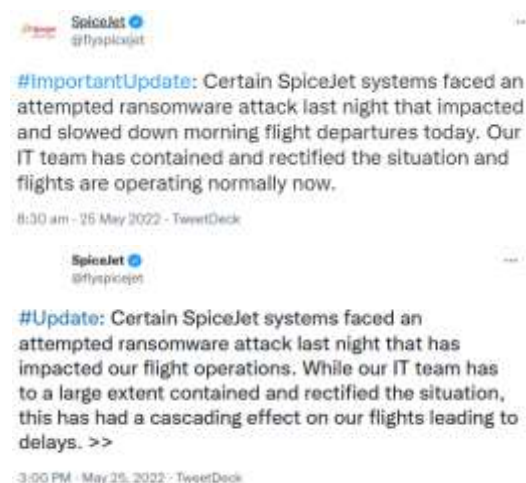 SpiceJet
@flyspicejet
#ImportantUpdate: Certain SpiceJet systems faced an
attempted ransomware attack last night that impacted
and slowed down morning flight departures today. Our
IT team has contained and rectified the situation and
flights are operating normally now.
8:30 am · 25 May 2022 · TweetDeck
SpiceJet
@flyspicejet
#Update: Certain SpiceJet systems faced an
attempted ransomware attack last night that has
impacted our flight operations. While our IT team has
to a large extent contained and rectified the situation,
this has had a cascading effect on our flights leading to
delays. >>
3:00 PM · May 25, 2022 · TweetDeck